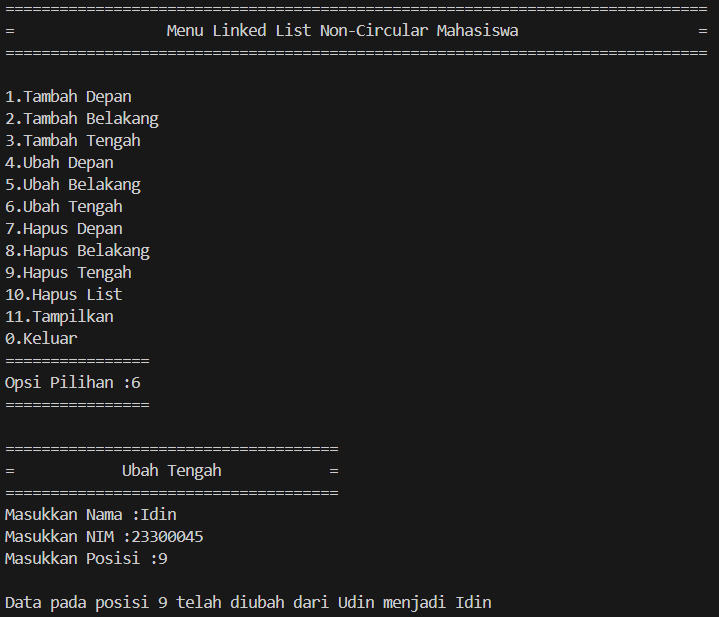 ==============================================================================
= Menu Linked List Non-Circular Mahasiswa =
==============================================================================
1.Tambah Depan
2.Tambah Belakang
3.Tambah Tengah
4.Ubah Depan
5.Ubah Belakang
6.Ubah Tengah
7.Hapus Depan
8.Hapus Belakang
9.Hapus Tengah
10.Hapus List
11.Tampilkan
0.Keluar
================
Opsi Pilihan :6
================
=====================================
= Ubah Tengah =
=====================================
Masukkan Nama :Idin
Masukkan NIM :23300045
Masukkan Posisi :9
Data pada posisi 9 telah diubah dari Udin menjadi Idin